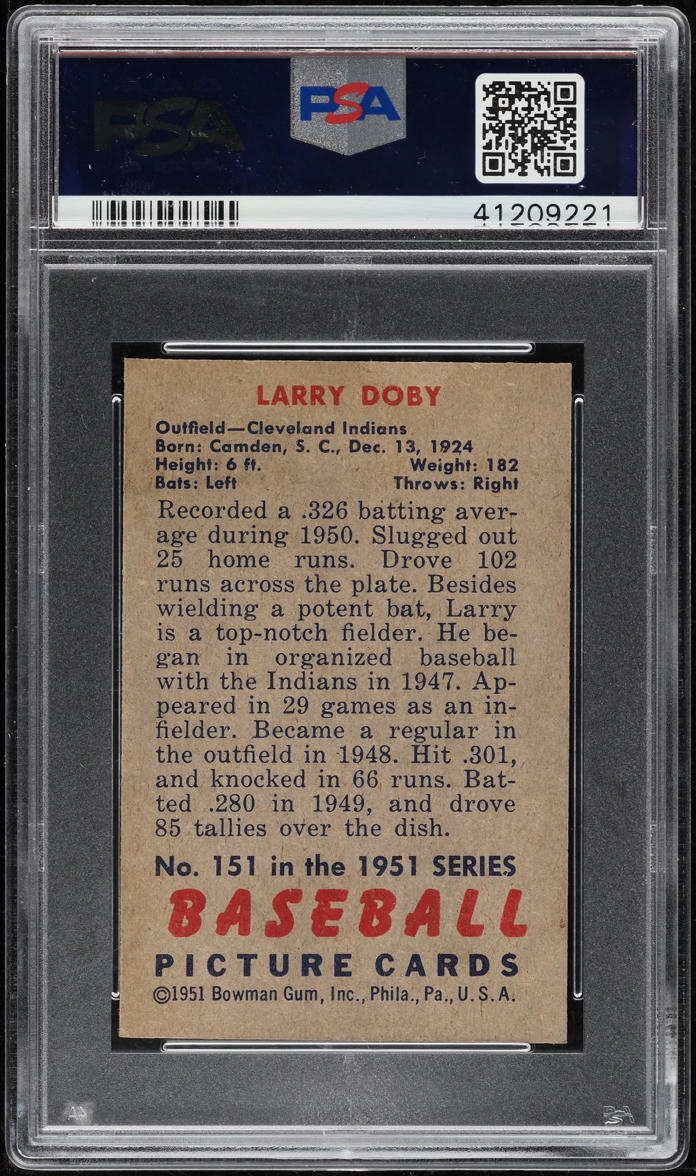 PSA
PSA
41209221
LARRY DOBY
Outfield—Cleveland Indians
Born: Camden, S. C., Dec. 13, 1924
Height: 6 ft. Weight: 182
Bats: Left Throws: Right
Recorded a .326 batting aver-
age during 1950. Slugged out
25 home runs. Drove 102
runs across the plate. Besides
wielding a potent bat, Larry
is a top-notch fielder. He be-
gan in organized baseball
with the Indians in 1947. Ap-
peared in 29 games as an in-
fielder. Became a regular in
the outfield in 1948. Hit .301,
and knocked in 66 runs. Bat-
ted .280 in 1949, and drove
85 tallies over the dish.
No. 151 in the 1951 SERIES
BASEBALL
PICTURE CARDS
©1951 Bowman Gum, Inc., Phila., Pa., U.S.A.
PSA